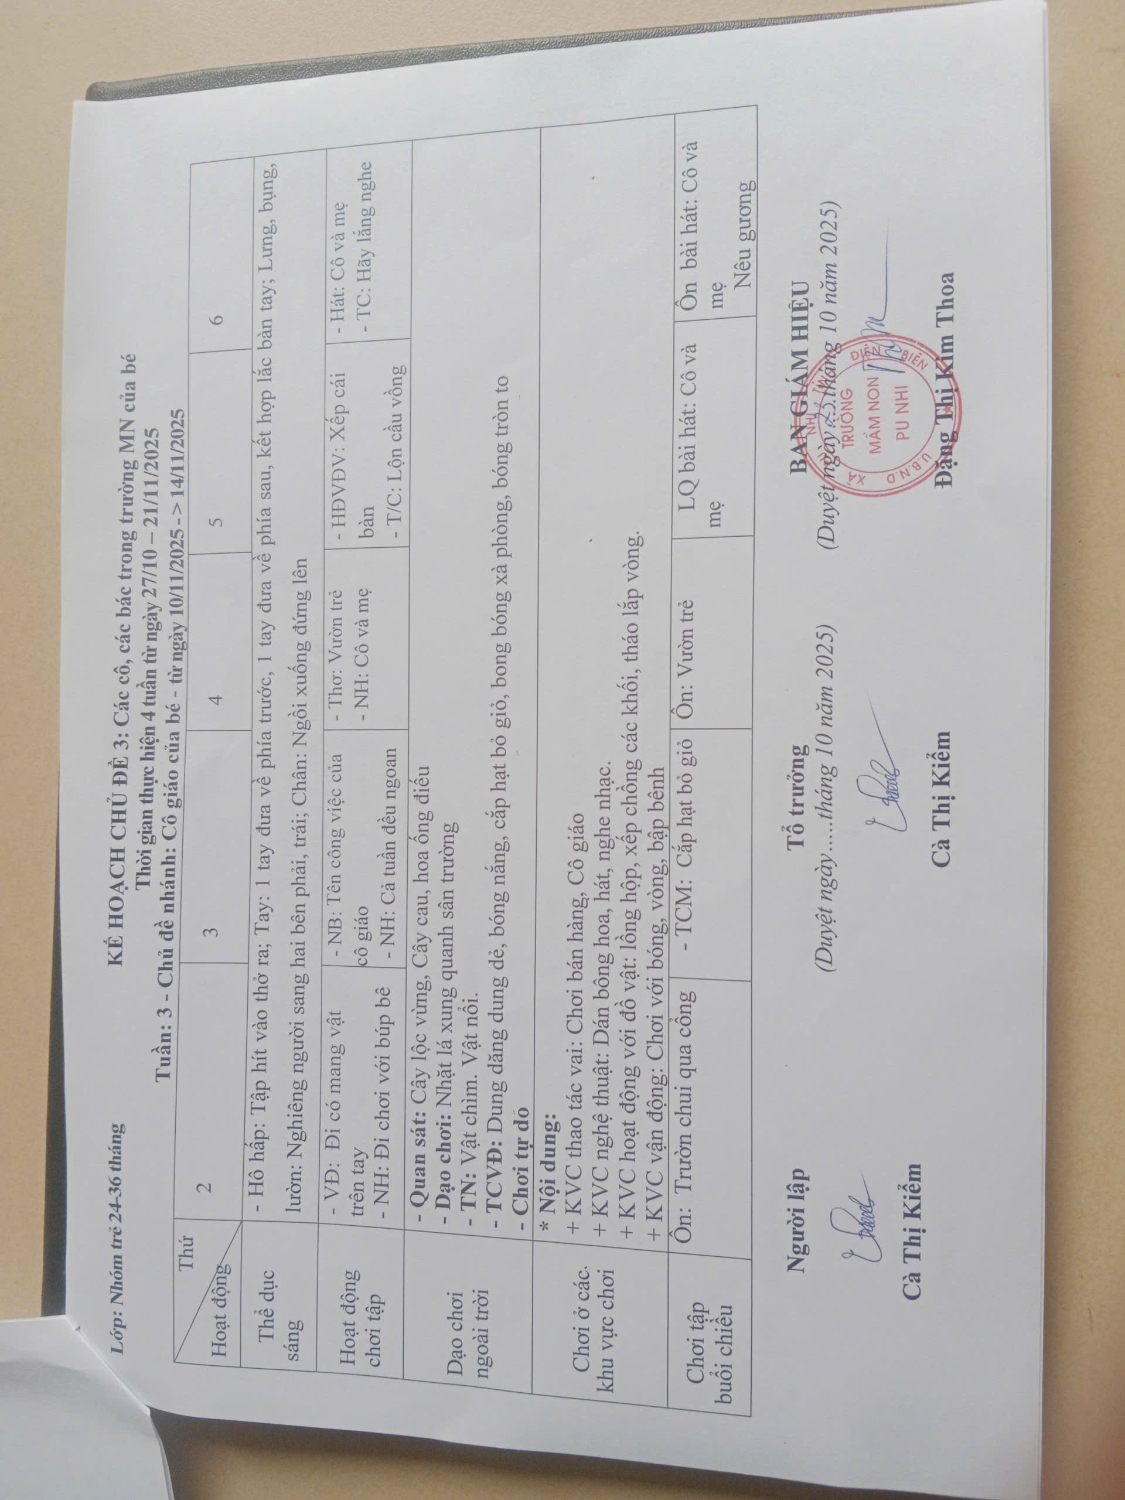 Lớp: Nhóm trẻ 24-36 tháng
KẾ HOẠCH CHỦ ĐỀ 3: Các cô, các bác trong trường MN của bé
Thời gian thực hiện 4 tuần từ ngày 27/10 – 21/11/2025
Tuần: 3 - Chủ đề nhánh: Cô giáo của bé - từ ngày 10/11/2025 -> 14/11/2025
Thứ
Hoạt động
2
3
4
5
6
Thể dục
sáng
- Hô hấp: Tập hít vào thở ra; Tay: 1 tay đưa về phía trước, 1 tay đưa về phía sau, kết hợp lắc bàn tay; Lưng, bụng,
lườn: Nghiêng người sang hai bên phải, trái; Chân: Ngồi xuống đứng lên
Hoạt động
chơi tập
- VĐ: Đi có mang vật
trên tay
- NH: Đi chơi với búp bê
- NB: Tên công việc của
cô giáo
- NH: Cả tuần đều ngoan
- Thơ: Vườn trẻ
- NH: Cô và mẹ
- HĐVĐV: Xếp cái
bàn
- T/C: Lộn cầu vồng
- Hát: Cô và mẹ
- TC: Hãy lắng nghe
Dạo chơi
ngoài trời
- Quan sát: Cây lộc vừng, Cây cau, hoa ống điếu
- Dạo chơi: Nhặt lá xung quanh sân trường
- TN: Vật chìm. Vật nổi.
- TCVĐ: Dung dăng dung dẻ, bóng nắng, cắp hạt bỏ giỏ, bong bóng xà phòng, bóng tròn to
- Chơi tự do
Chơi ở các.
khu vực chơi
* Nội dung:
+ KVC thao tác vai: Chơi bán hàng, Cô giáo
+ KVC nghệ thuật: Dán bông hoa, hát, nghe nhạc.
+ KVC hoạt động với đồ vật: lồng hộp, xếp chồng các khối, tháo lắp vòng.
+ KVC vận động: Chơi với bóng, vòng, bập bênh
Chơi tập
buổi chiều
Ôn: Trườn chui qua cổng
- TCM: Cắp hạt bỏ giỏ
Ôn: Vườn trẻ
LQ bài hát: Cô và
mẹ
Ôn bài hát: Cô và
mẹ
Nêu gương
Người lập
Cà Thị Kiểm
Tổ trưởng
(Duyệt ngày.....tháng 10 năm 2025)
Cà Thị Kiểm
BAN GIÁM HIỆU
(Duyệt ngày 25 tháng 10 năm 2025)
TRƯỜNG
MẦM NON
PU NHI
U.B.N.D XÃ PU NHI ĐIỆN BIÊN
Đặng Thị Kim Thoa